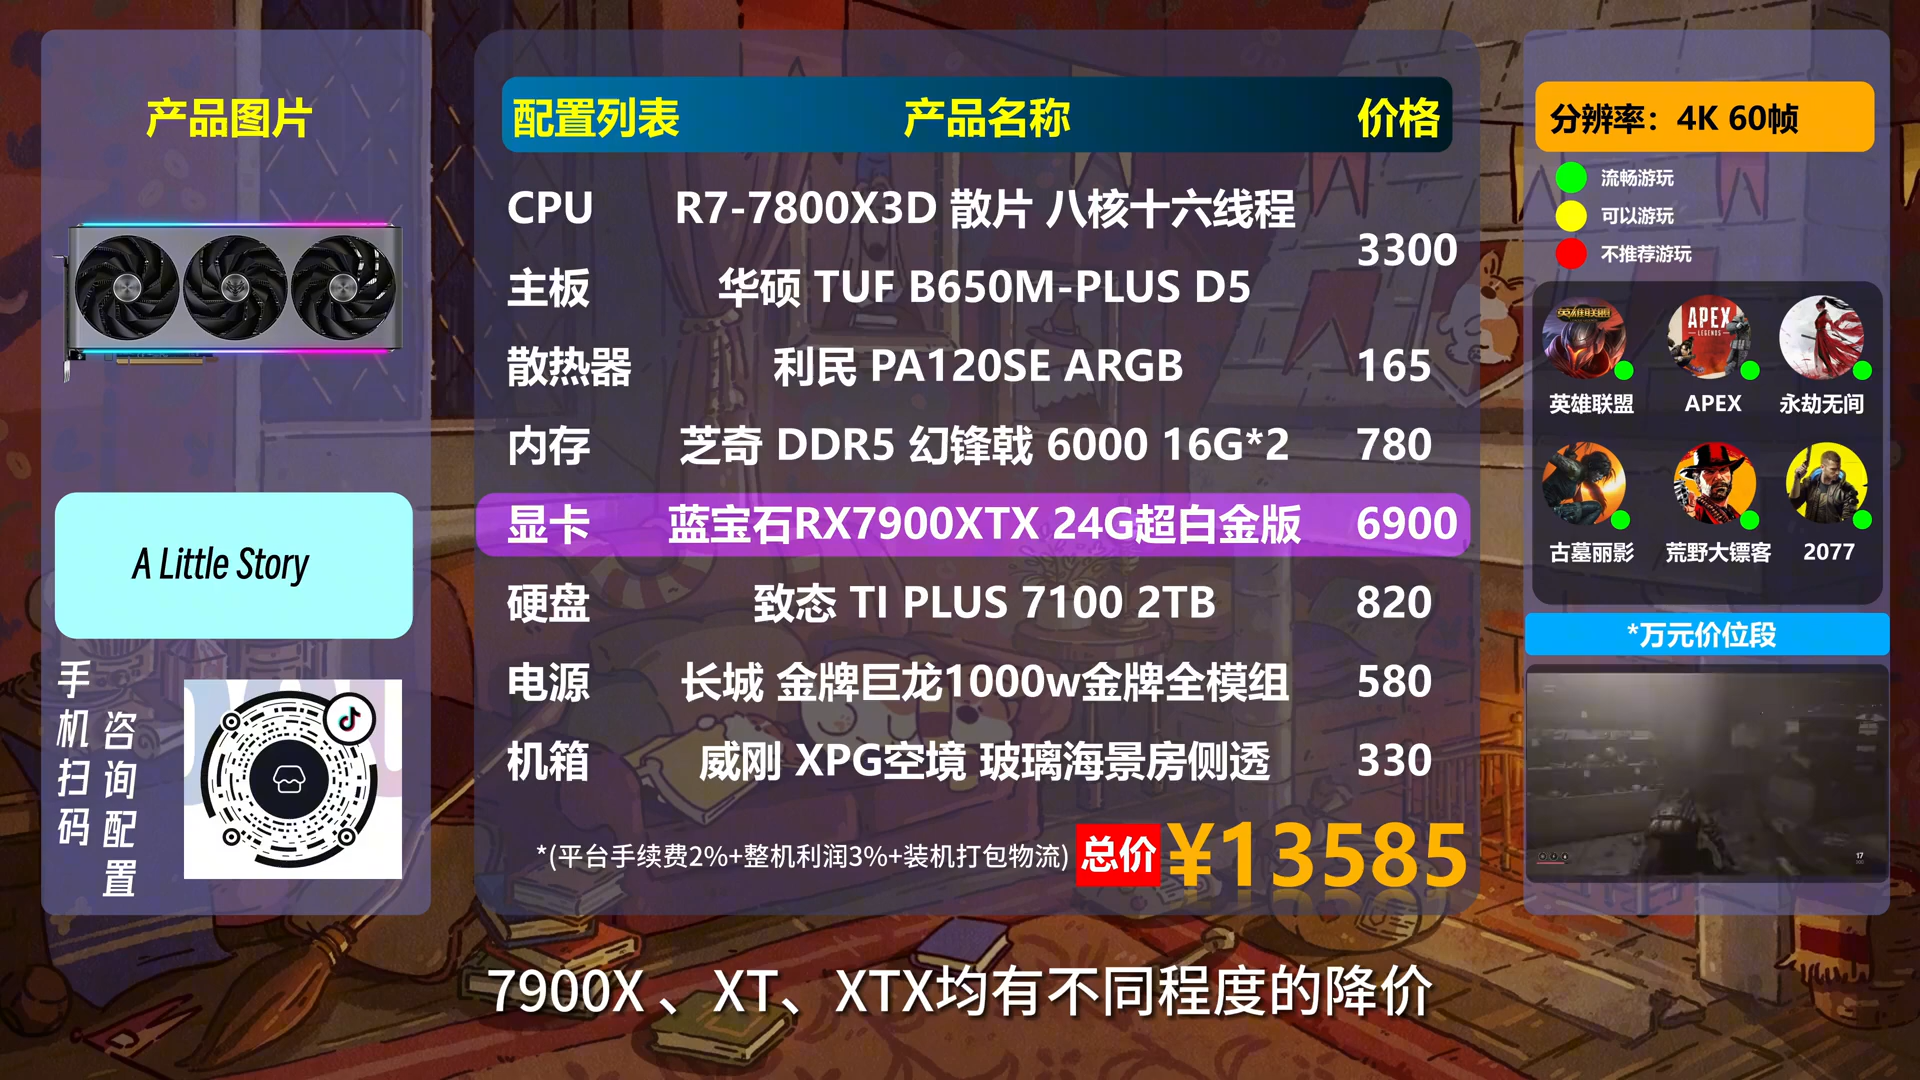 产品图片
A Little Story
手机扫码
咨询配置
配置列表 产品名称 价格
CPU R7-7800X3D 散片 八核十六线程
3300
主板 华硕 TUF B650M-PLUS D5
散热器 利民 PA120SE ARGB 165
内存 芝奇 DDR5 幻锋戟 6000 16G*2 780
显卡 蓝宝石RX7900XTX 24G超白金版 6900
硬盘 致态 TI PLUS 7100 2TB 820
电源 长城 金牌巨龙1000w金牌全模组 580
机箱 威刚 XPG空境 玻璃海景房侧透 330
*(平台手续费2%+整机利润3%+装机打包物流) 总价 ¥13585
分辨率：4K 60帧
流畅游玩
可以游玩
不推荐游玩
英雄联盟
APEX
LEGENDS
英雄联盟 APEX 永劫无间
古墓丽影 荒野大镖客 2077
*万元价位段
17
7900X、XT、XTX均有不同程度的降价